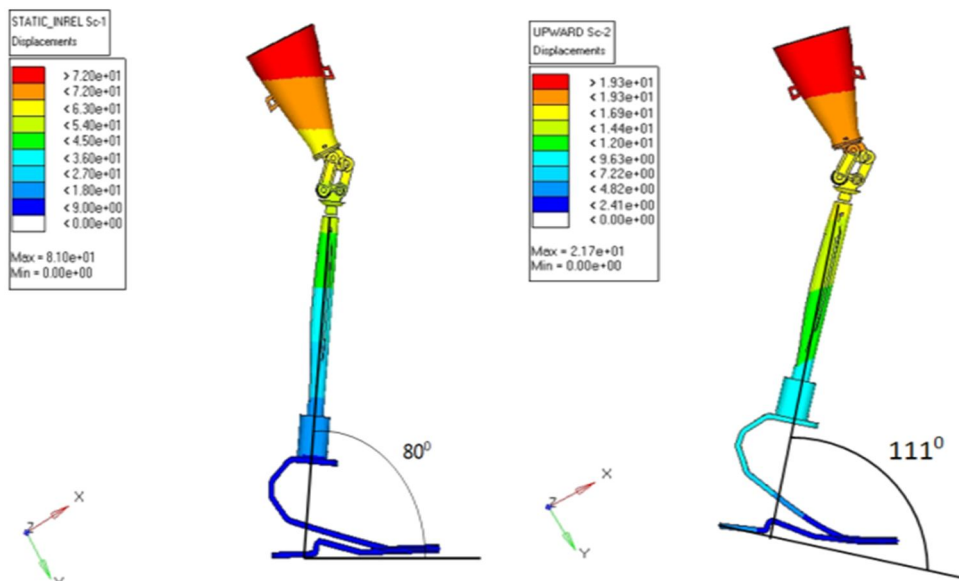 STATIC_INREL Sc-1
Displacements
> 7.20e+01
< 7.20e+01
< 6.30e+01
< 5.40e+01
< 4.50e+01
< 3.60e+01
< 2.70e+01
< 1.80e+01
< 9.00e+00
< 0.00e+00
Max = 8.10e+01
Min = 0.00e+00
80⁰
X
Z
Y
UPWARD Sc-2
Displacements
> 1.93e+01
< 1.93e+01
< 1.69e+01
< 1.44e+01
< 1.20e+01
< 9.63e+00
< 7.22e+00
< 4.82e+00
< 2.41e+00
< 0.00e+00
Max = 2.17e+01
Min = 0.00e+00
111⁰
X
Z
Y